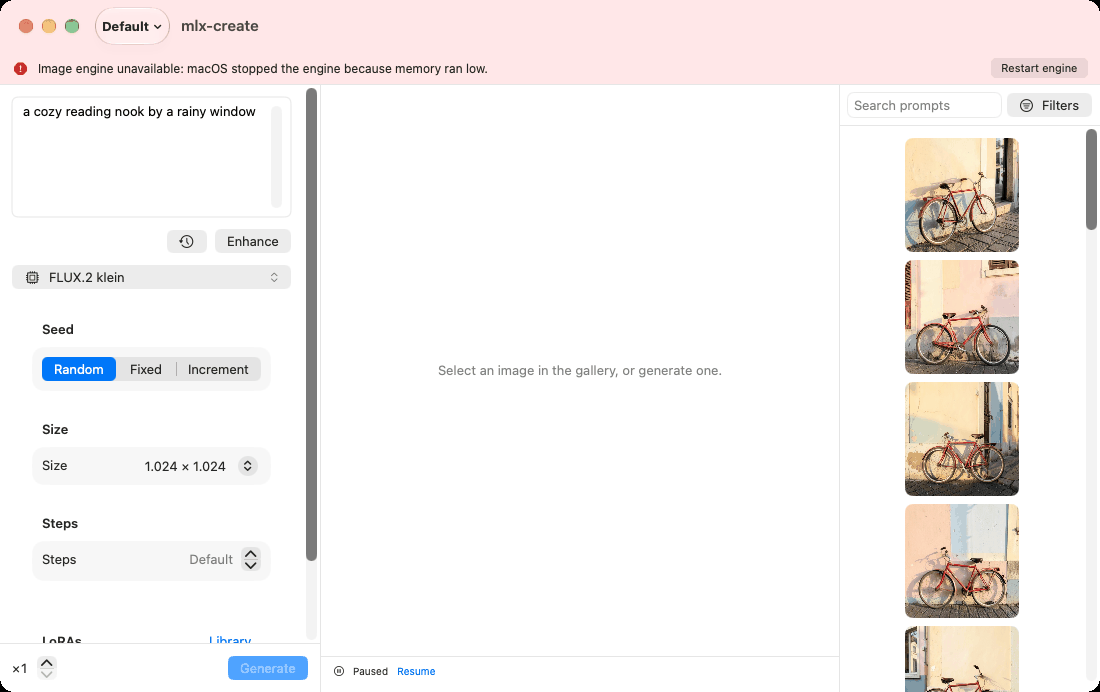 Default
mlx-create
Image engine unavailable: macOS stopped the engine because memory ran low.
Restart engine
a cozy reading nook by a rainy window
Enhance
FLUX.2 klein
Seed
Random Fixed Increment
Size
Size 1.024 × 1.024
Steps
Steps Default
LoRAs Library
×1
Generate
Select an image in the gallery, or generate one.
Paused Resume
Search prompts
Filters